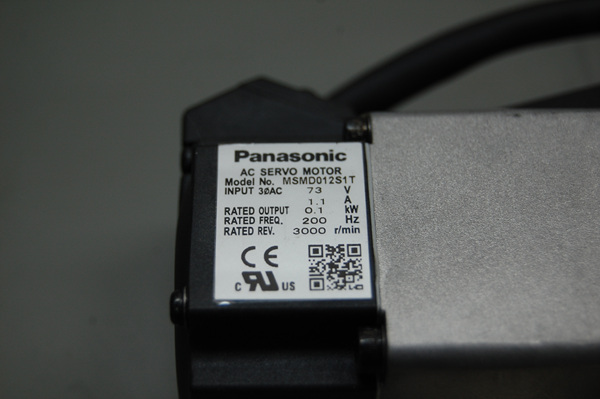 Panasonic
AC SERVO MOTOR
Model No. MSMD012S1T
INPUT 3ØAC 73 V
1.1 A
RATED OUTPUT 0.1 kW
RATED FREQ. 200 Hz
RATED REV. 3000 r/min
CE
c RU US